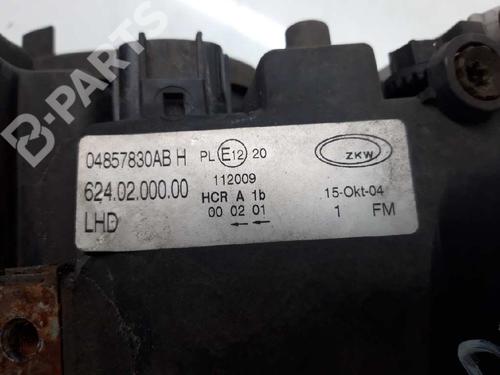 B-PARTS
04857830AB H
PL E12 20
ZKW
624.02.000.00
112009
HCR A 1b
15-Okt-04
LHD
00 02 01
1 FM
B-PARTS